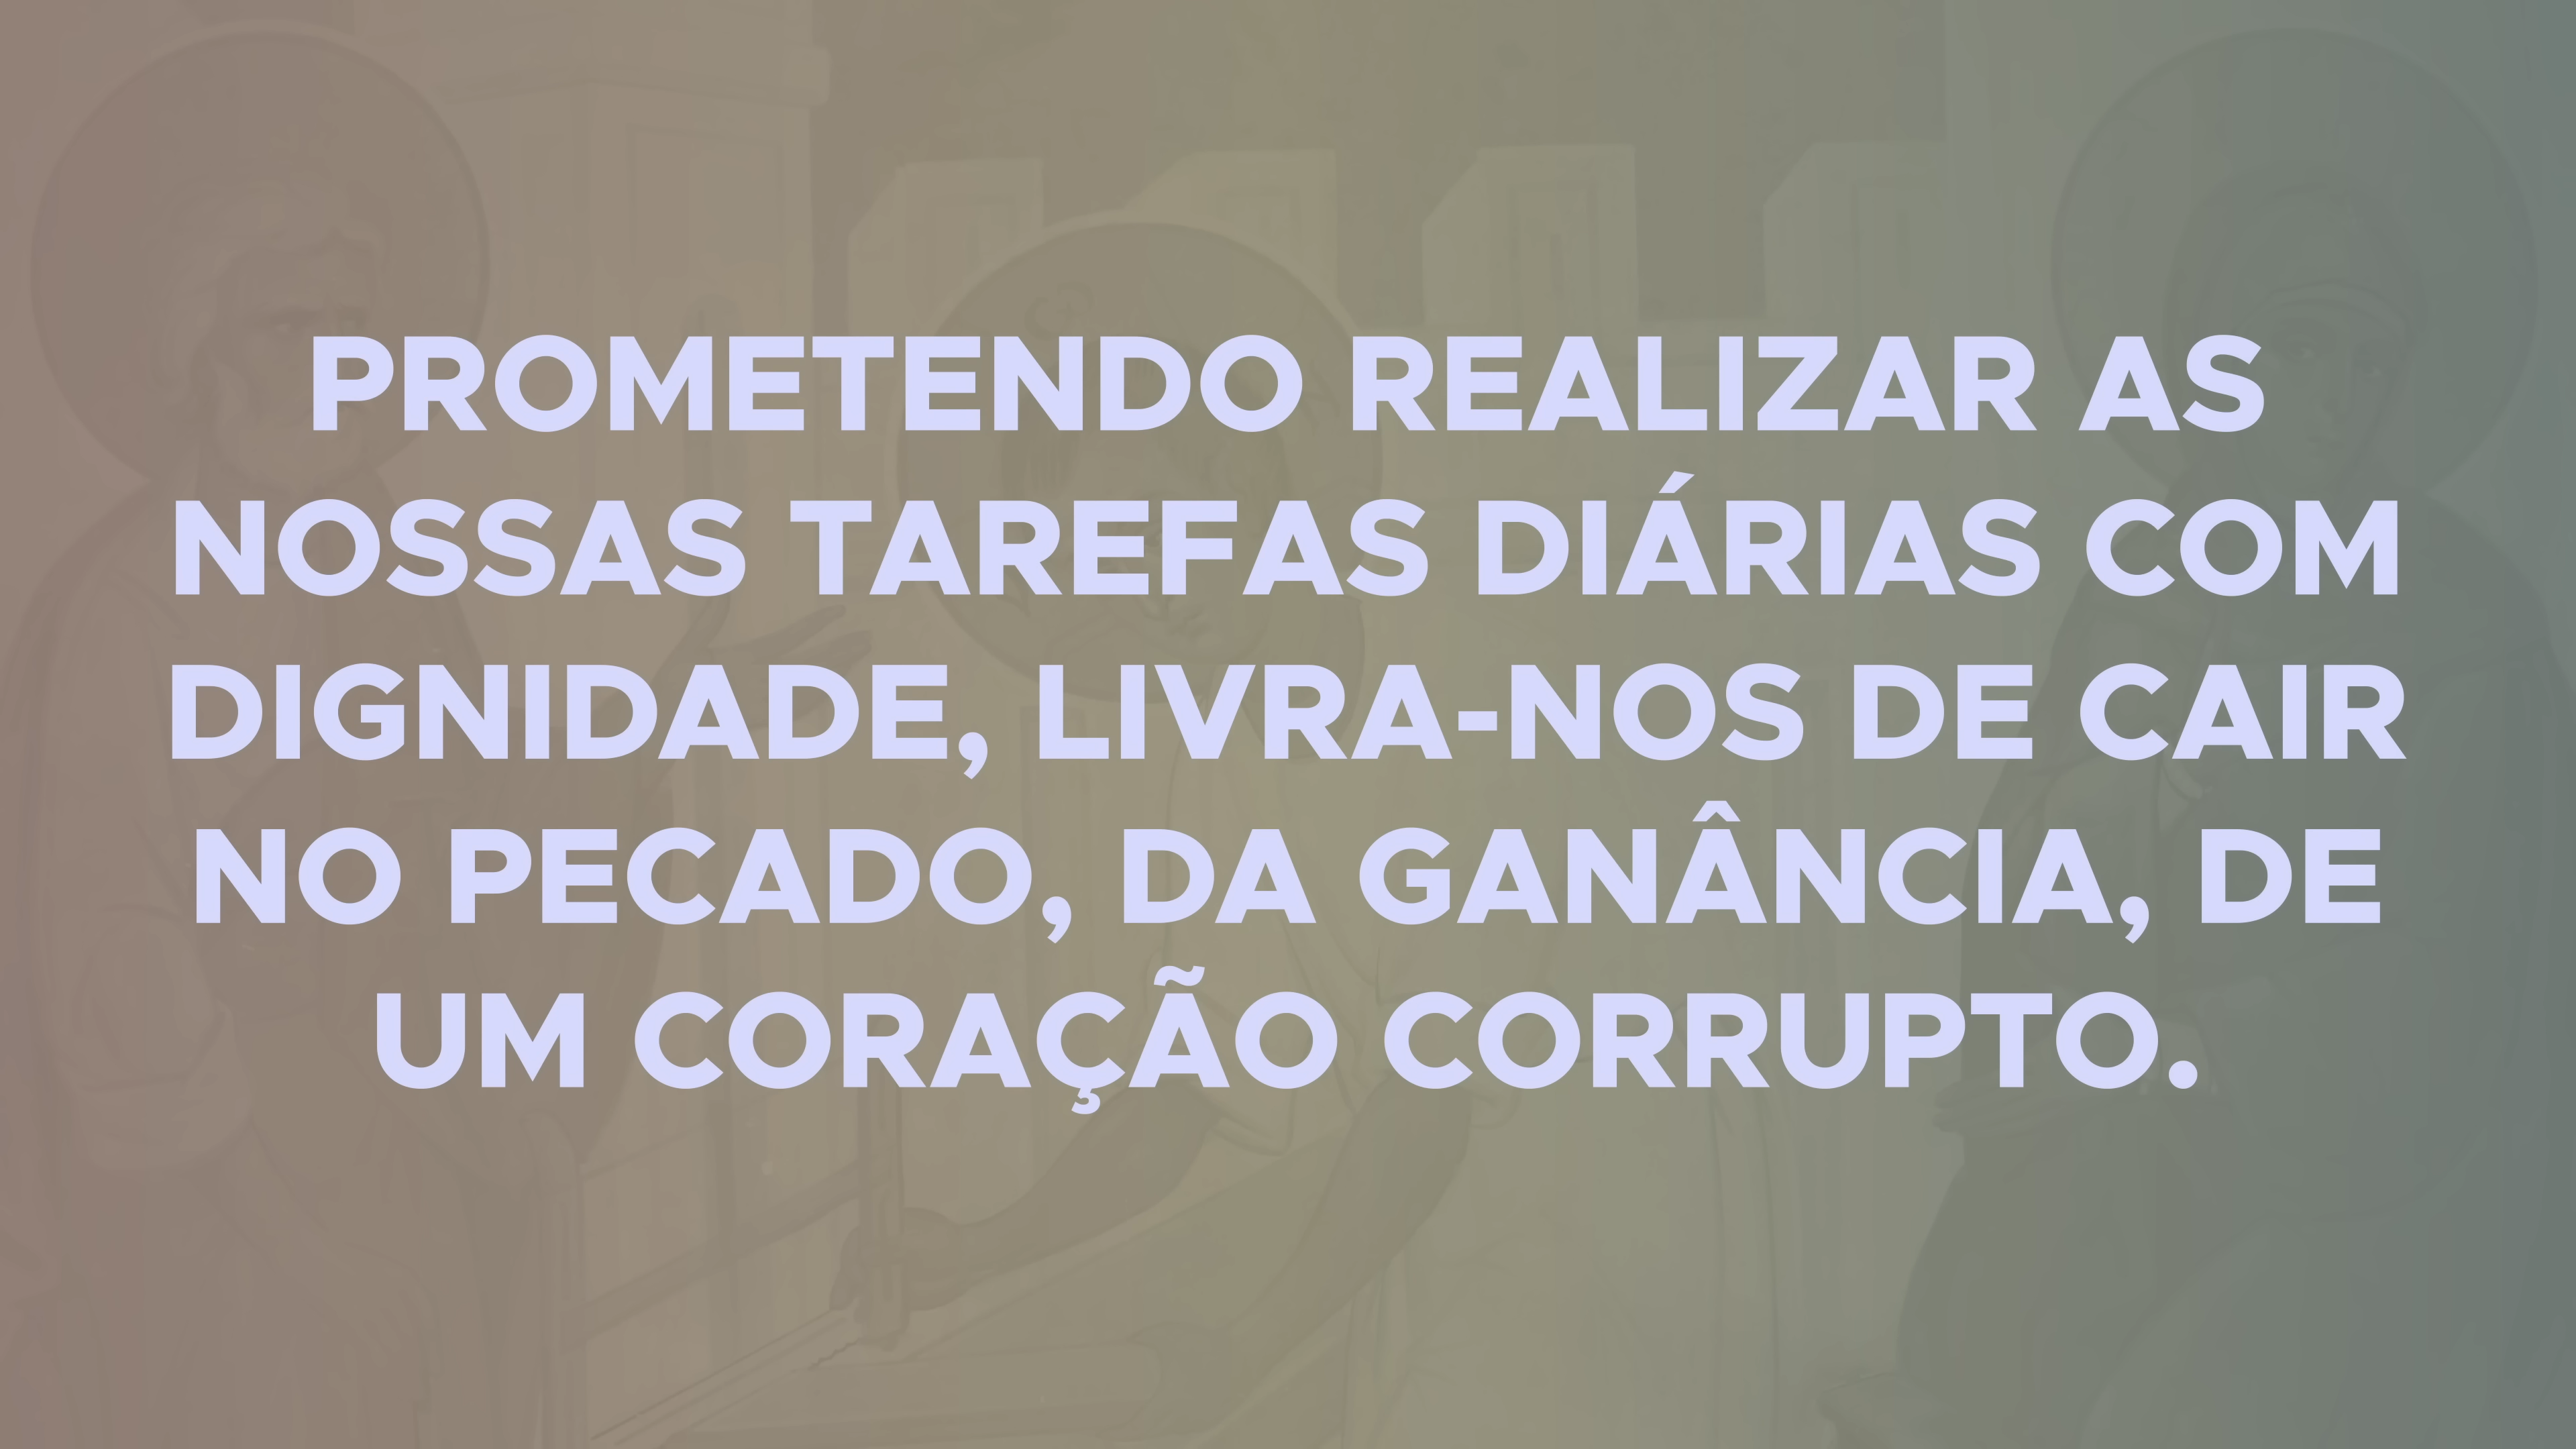 PROMETENDO REALIZAR AS
NOSSAS TAREFAS DIÁRIAS COM
DIGNIDADE, LIVRA-NOS DE CAIR
NO PECADO, DA GANÂNCIA, DE
UM CORAÇÃO CORRUPTO.